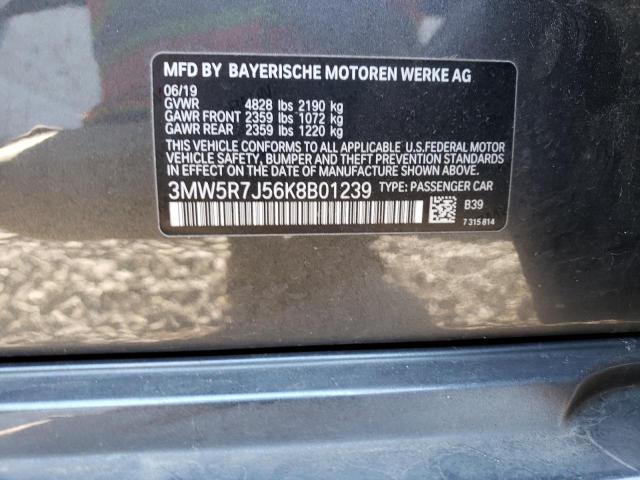 MFD BY BAYERISCHE MOTOREN WERKE AG
06/19
GVWR 4828 lbs 2190 kg
GAWR FRONT 2359 lbs 1072 kg
GAWR REAR 2359 lbs 1220 kg
THIS VEHICLE CONFORMS TO ALL APPLICABLE U.S.FEDERAL MOTOR
VEHICLE SAFETY, BUMPER AND THEFT PREVENTION STANDARDS IN
EFFECT ON THE DATE OF MANUFACTURE SHOWN ABOVE.
3MW5R7J56K8B01239 TYPE: PASSENGER CAR
B39
7 315 814